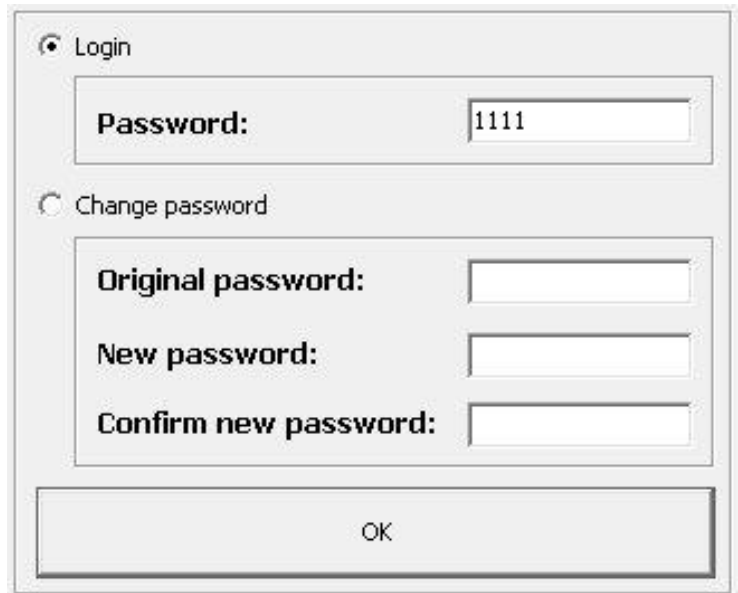 Login
Password: 1111
Change password
Original password:
New password:
Confirm new password:
OK